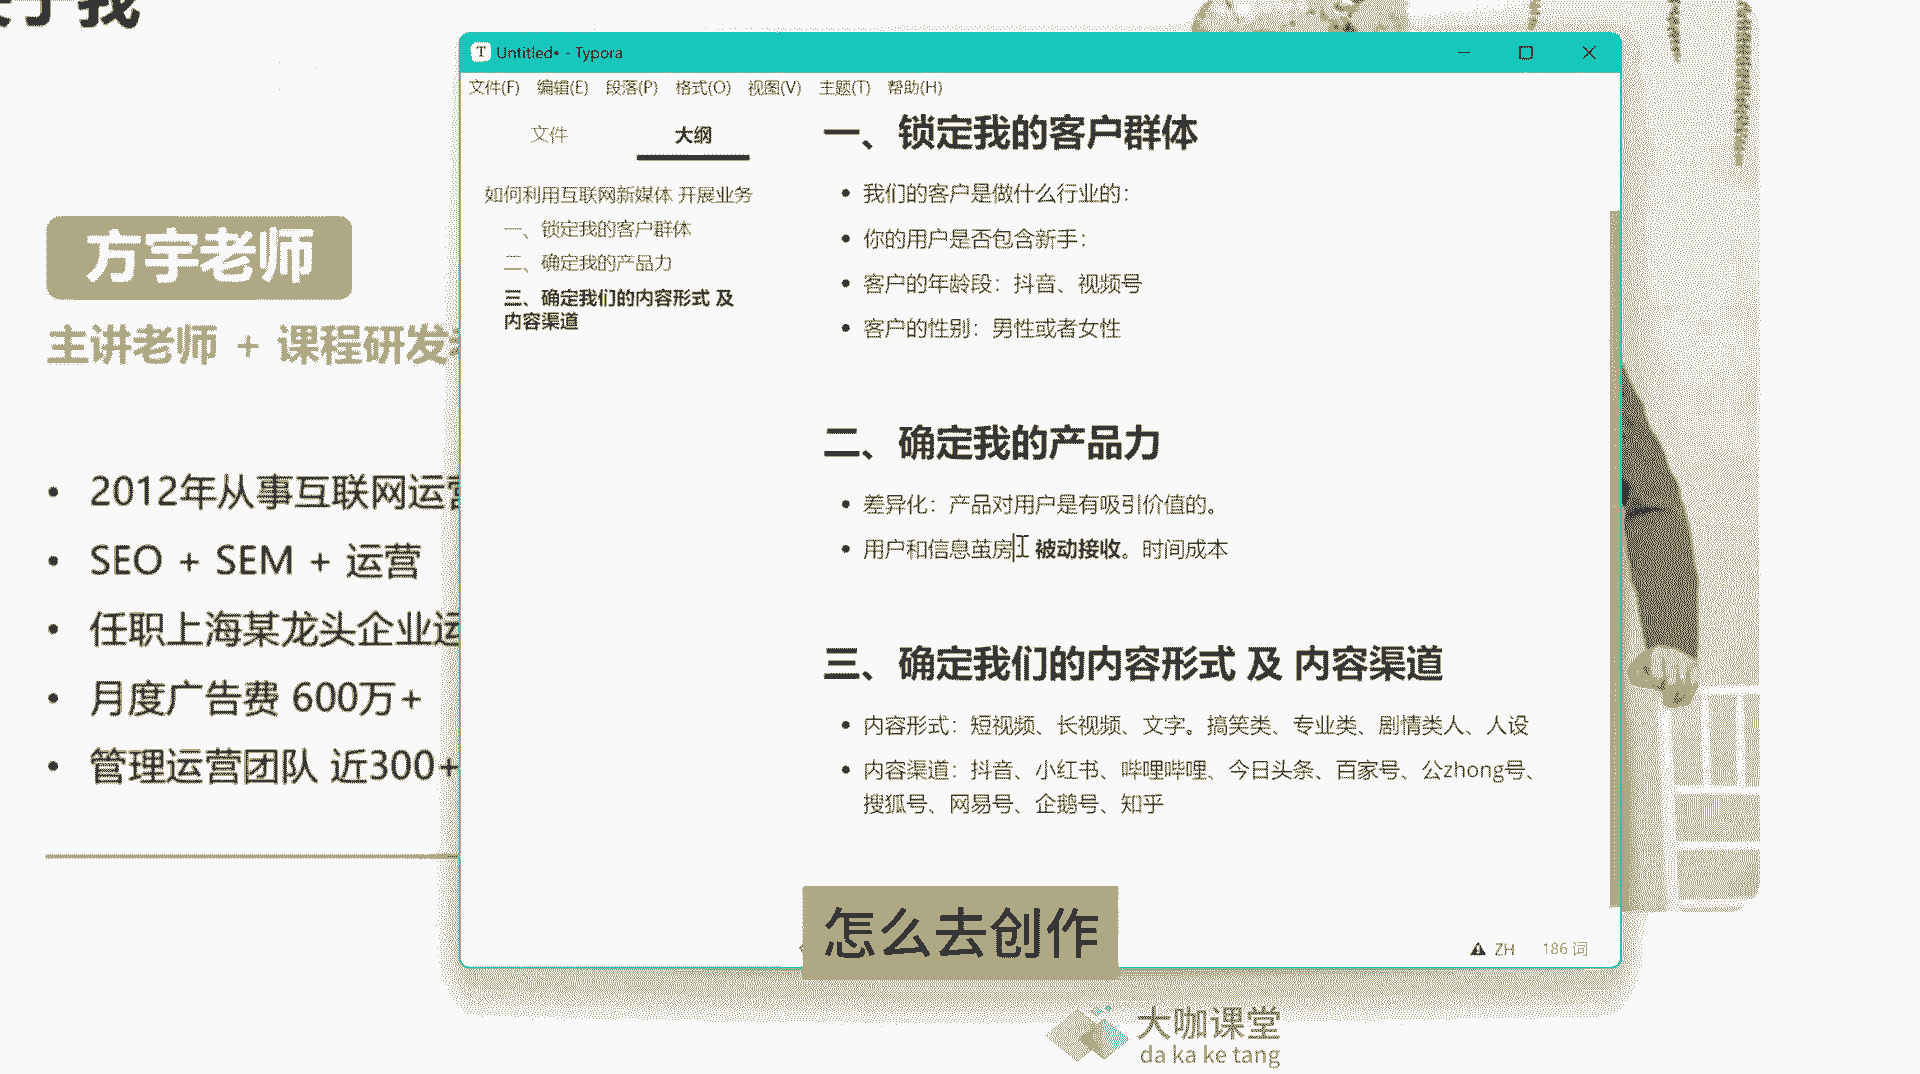 于我
方宇老师
主讲老师 + 课程研发
2012年从事互联网运营
SEO + SEM + 运营
任职上海某龙头企业运
月度广告费 600万+
管理运营团队 近300+
Untitled• - Typora
文件(F) 编辑(E) 段落(P) 格式(O) 视图(V) 主题(T) 帮助(H)
文件 大纲
如何利用互联网新媒体 开展业务
一、锁定我的客户群体
二、确定我的产品力
三、确定我们的内容形式 及
内容渠道
一、锁定我的客户群体
我们的客户是做什么行业的：
你的用户是否包含新手：
客户的年龄段：抖音、视频号
客户的性别：男性或者女性
二、确定我的产品力
差异化：产品对用户是有吸引价值的。
用户和信息茧房 被动接收。时间成本
三、确定我们的内容形式 及 内容渠道
内容形式：短视频、长视频、文字。搞笑类、专业类、剧情类人、人设
内容渠道：抖音、小红书、哔哩哔哩、今日头条、百家号、公zhong号、
搜狐号、网易号、企鹅号、知乎
怎么去创作
ZH 186 词
大咖课堂
da ka ke tang